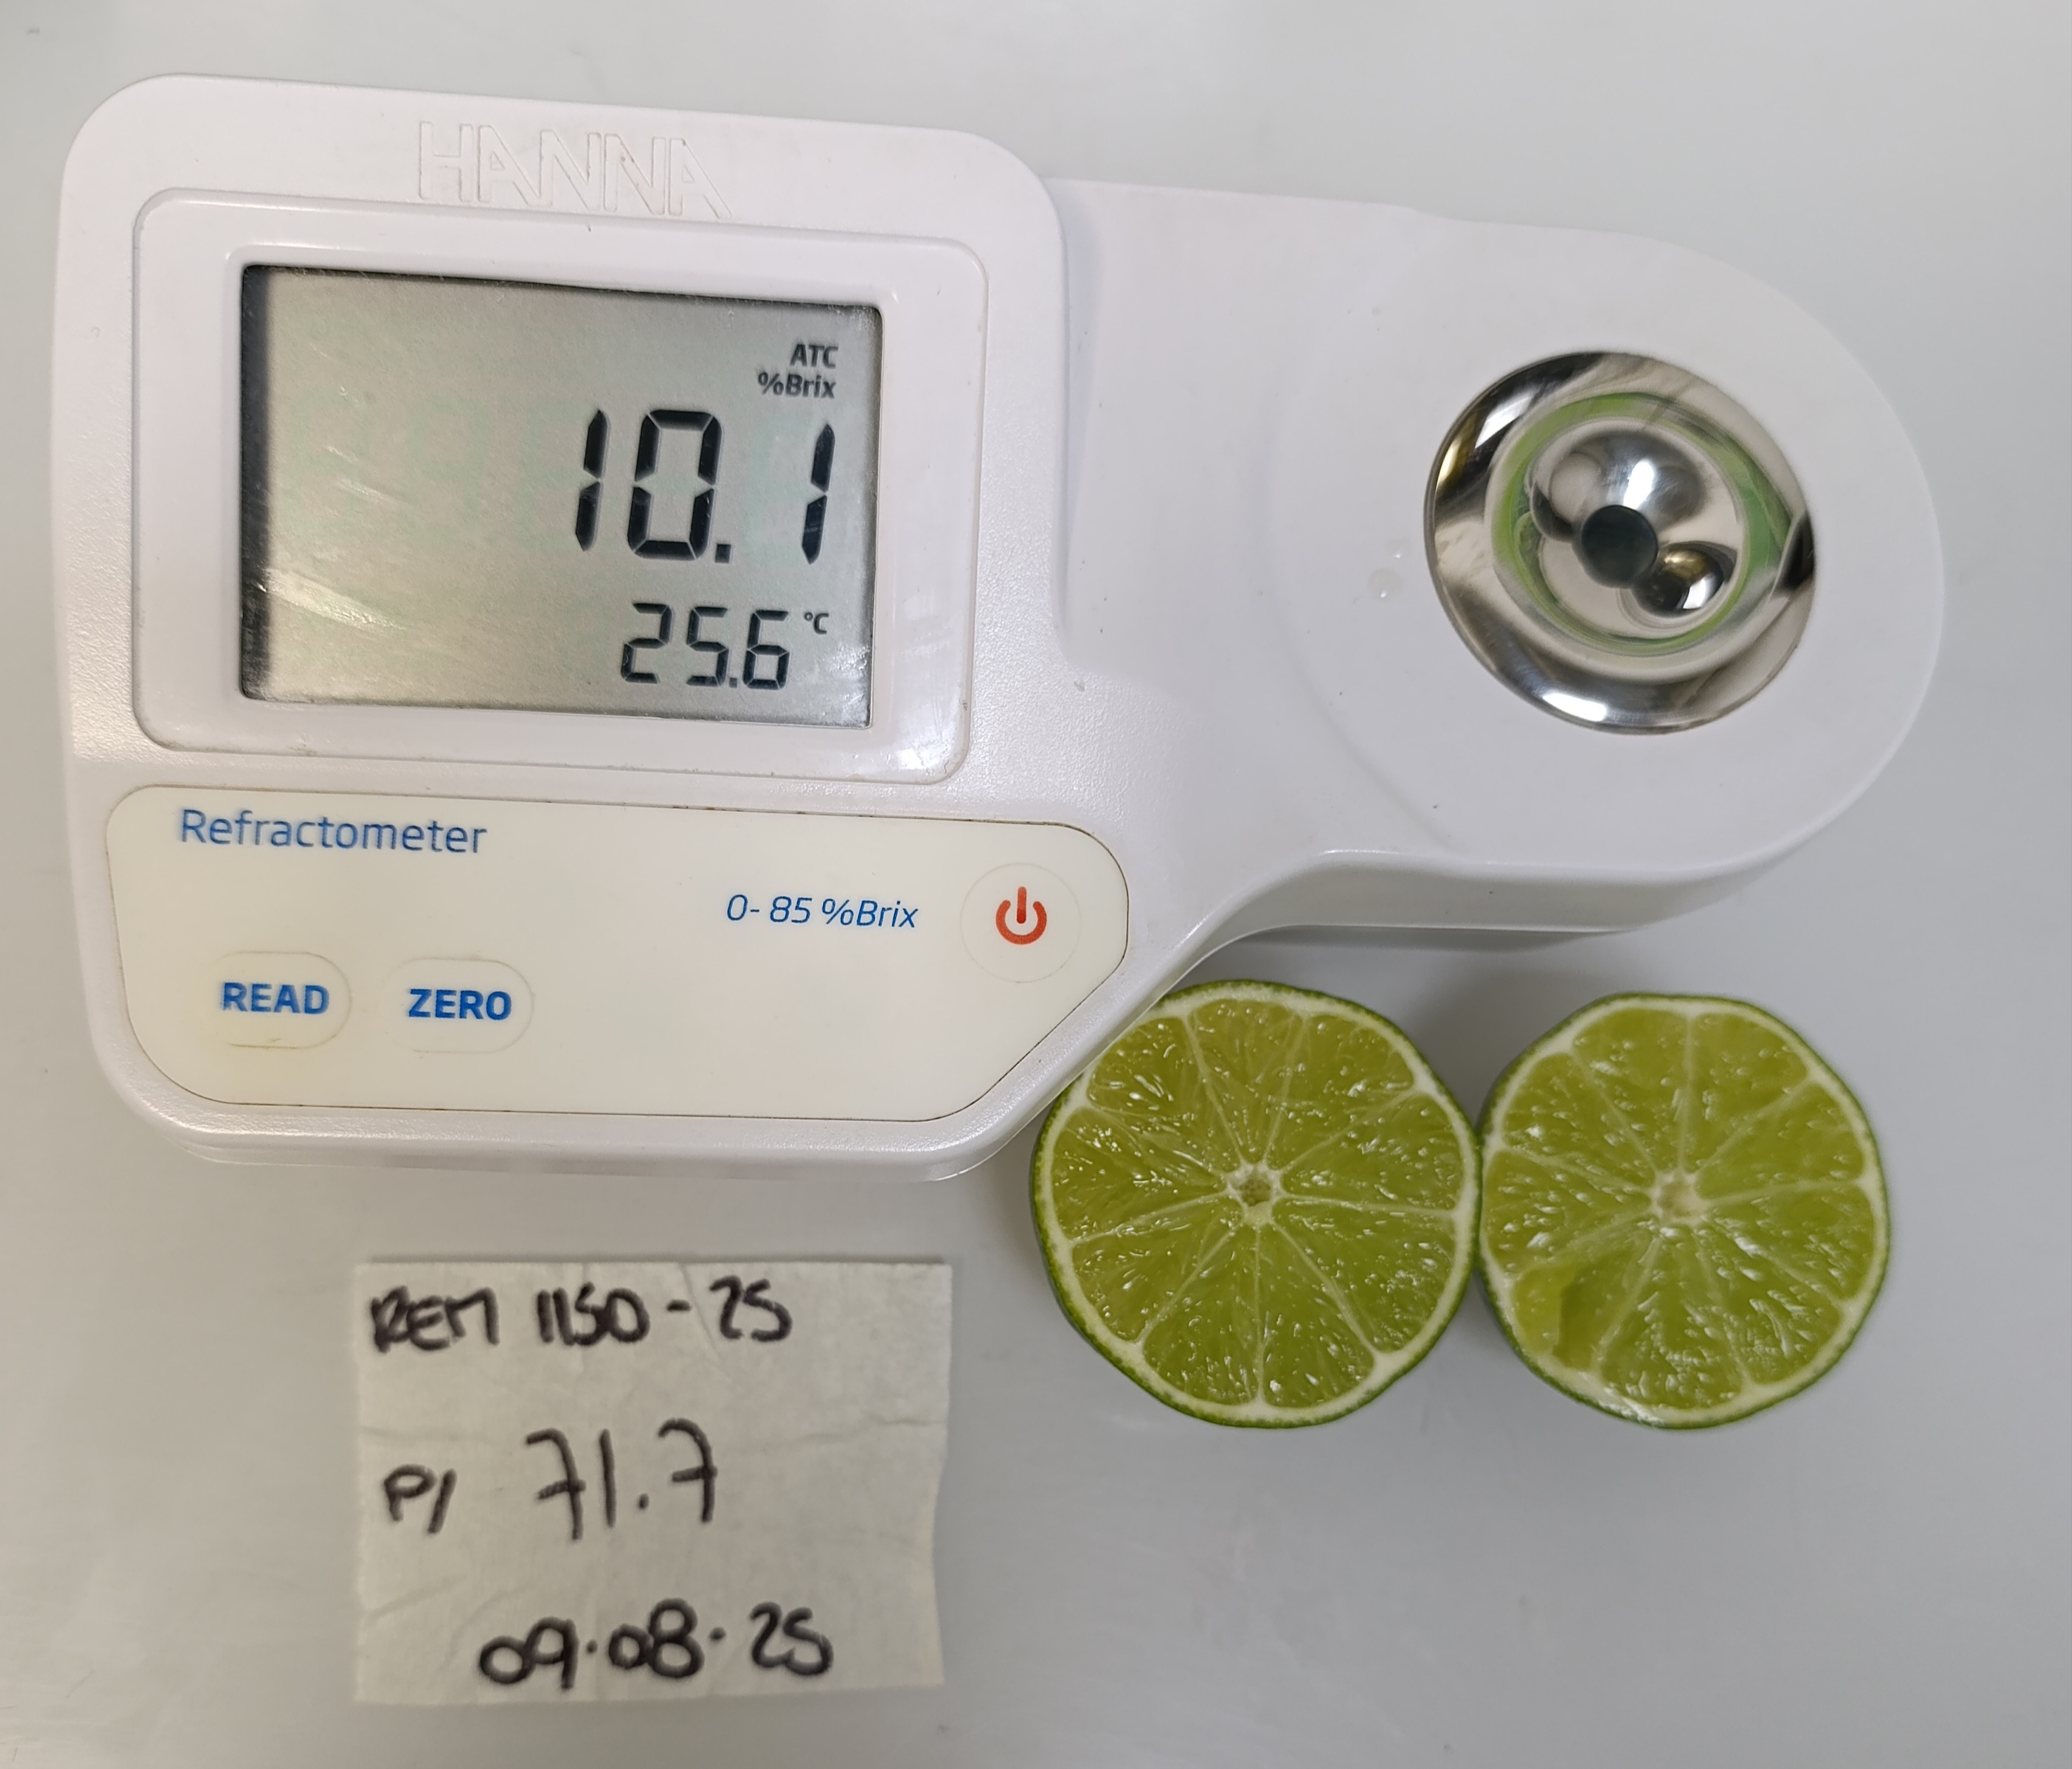 HANNA
ATC
%Brix
10.1
25.6 °C
Refractometer
0- 85 %Brix
READ ZERO
REM 1150-25
P/ 71.7
09.08.25